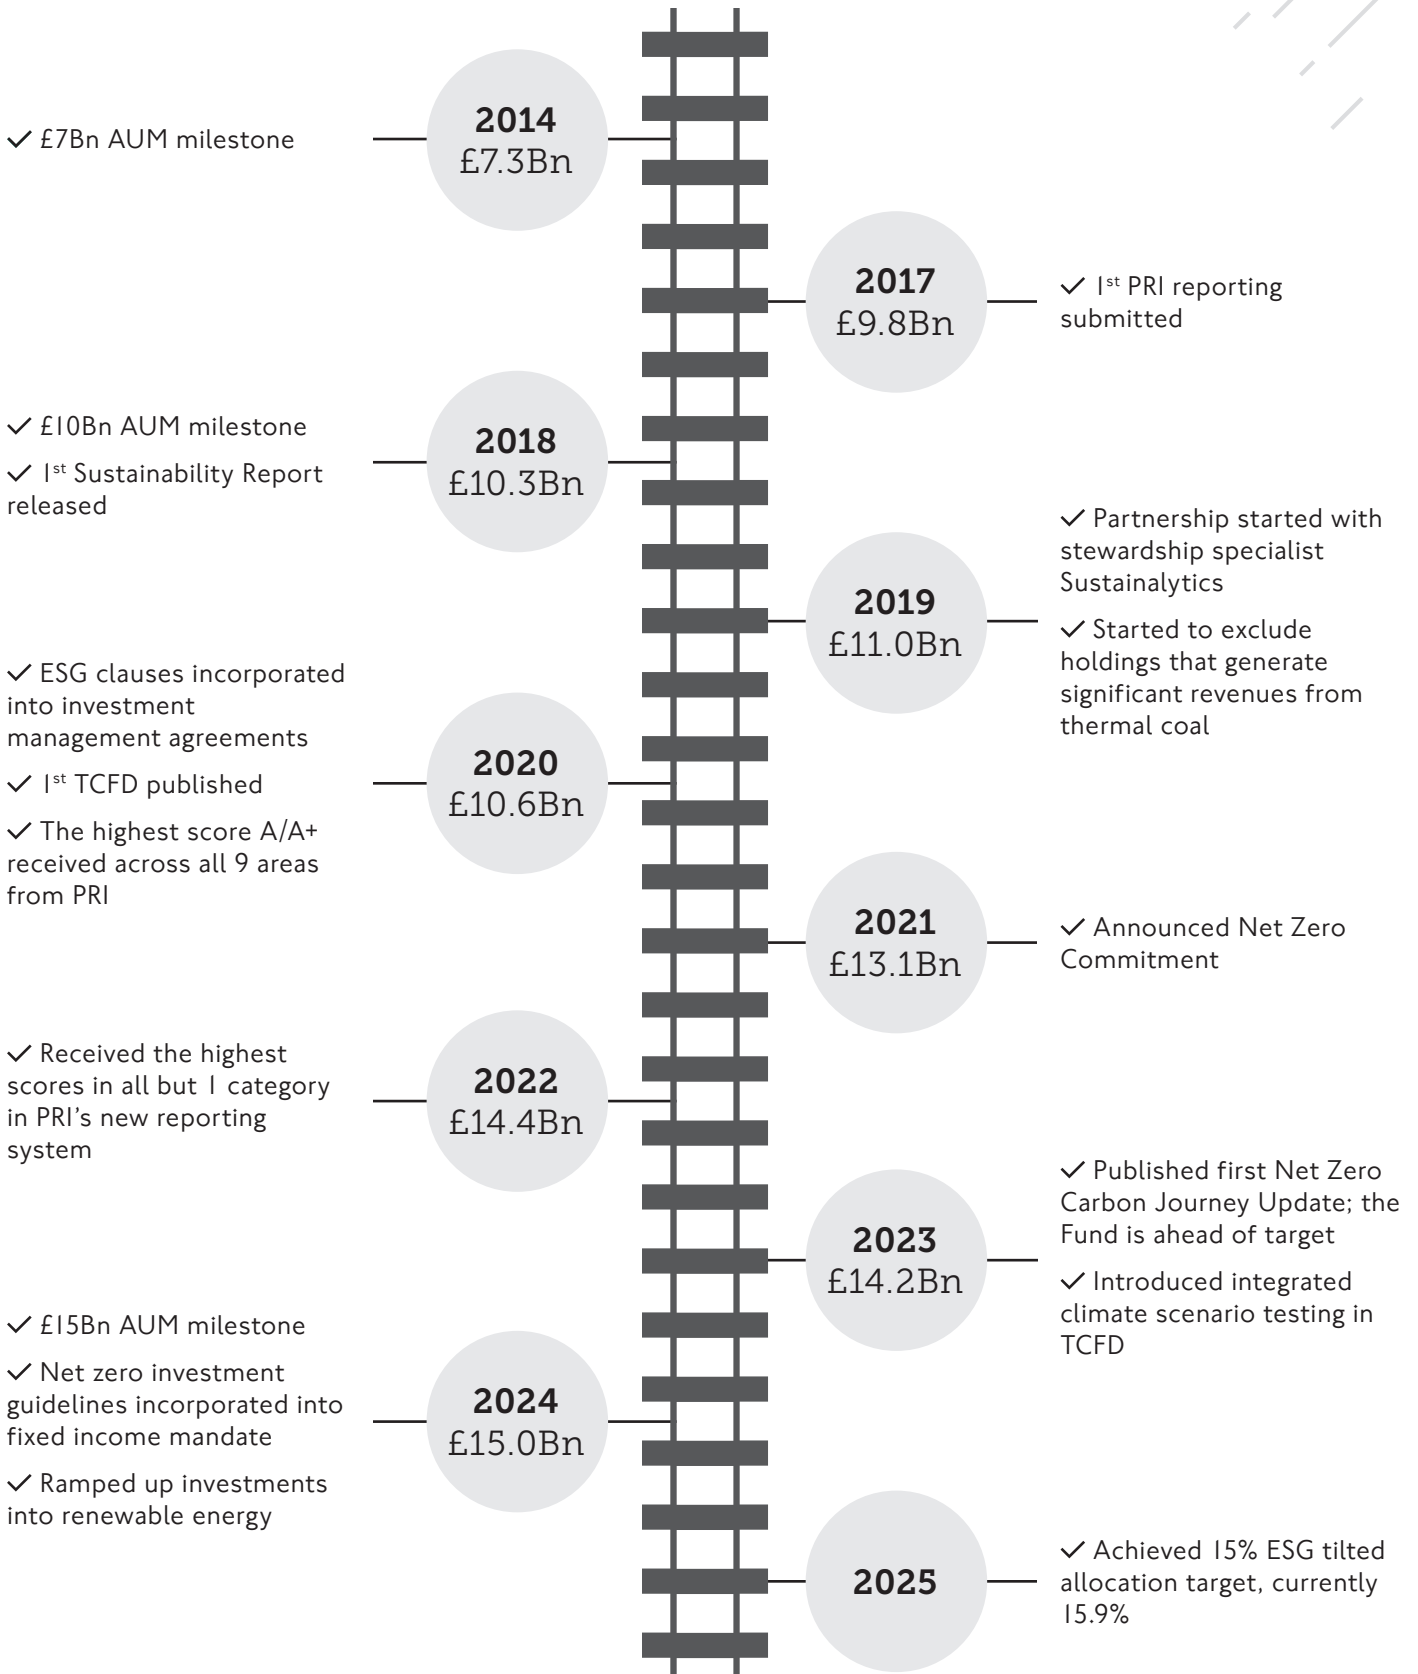 ✓ £7Bn AUM milestone
2014
£7.3Bn
2017
£9.8Bn
✓ 1st PRI reporting
submitted
✓ £10Bn AUM milestone
✓ 1st Sustainability Report
released
2018
£10.3Bn
2019
£11.0Bn
✓ Partnership started with
stewardship specialist
Sustainalytics
✓ Started to exclude
holdings that generate
significant revenues from
thermal coal
✓ ESG clauses incorporated
into investment
management agreements
✓ 1st TCFD published
✓ The highest score A/A+
received across all 9 areas
from PRI
2020
£10.6Bn
2021
£13.1Bn
✓ Announced Net Zero
Commitment
✓ Received the highest
scores in all but 1 category
in PRI’s new reporting
system
2022
£14.4Bn
2023
£14.2Bn
✓ Published first Net Zero
Carbon Journey Update; the
Fund is ahead of target
✓ Introduced integrated
climate scenario testing in
TCFD
✓ £15Bn AUM milestone
✓ Net zero investment
guidelines incorporated into
fixed income mandate
✓ Ramped up investments
into renewable energy
2024
£15.0Bn
2025
✓ Achieved 15% ESG tilted
allocation target, currently
15.9%